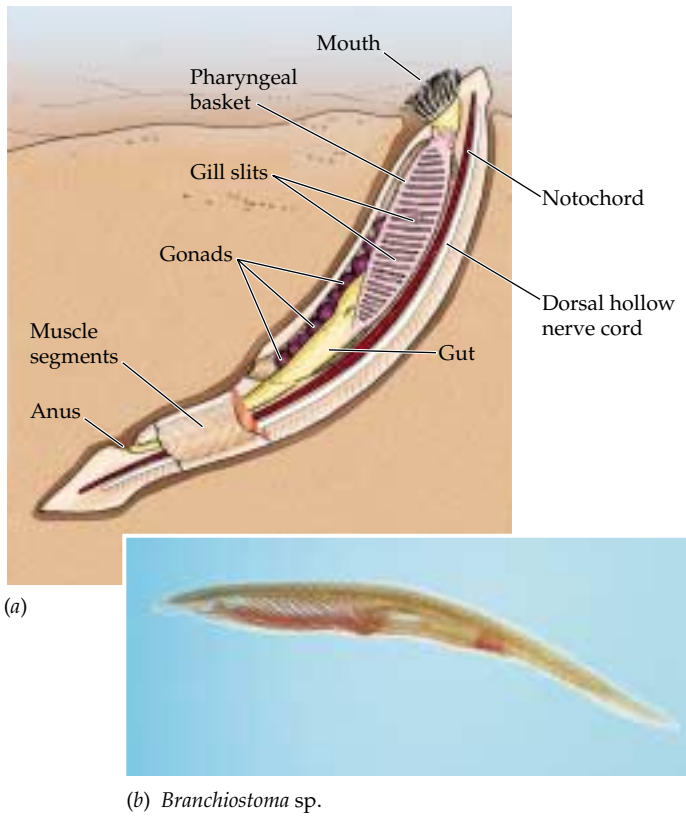 Mouth
Pharyngeal
basket
Gill slits
Notochord
Gonads
Dorsal hollow
nerve cord
Muscle
segments
Gut
Anus
(a)
(b) Branchiostoma sp.